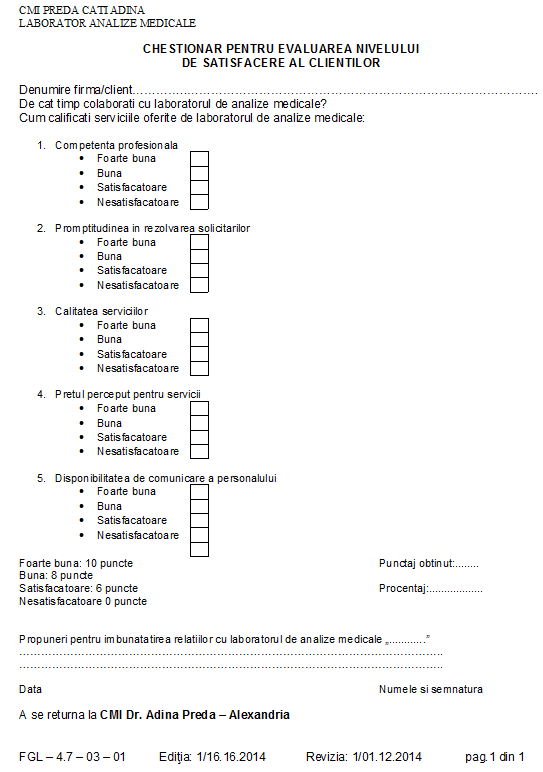 CMI PREDA CATI ADINA
LABORATOR ANALIZE MEDICALE
CHESTIONAR PENTRU EVALUAREA NIVELULUI
DE SATISFACERE AL CLIENTILOR
Denumire firma/client…………..……………………………………………………………………….
De cat timp colaborati cu laboratorul de analize medicale?
Cum calificati serviciile oferite de laboratorul de analize medicale:
1. Competenta profesionala
• Foarte buna
• Buna
• Satisfacatoare
• Nesatisfacatoare
2. Promptitudinea in rezolvarea solicitarilor
• Foarte buna
• Buna
• Satisfacatoare
• Nesatisfacatoare
3. Calitatea serviciilor
• Foarte buna
• Buna
• Satisfacatoare
• Nesatisfacatoare
4. Pretul perceput pentru servicii
• Foarte buna
• Buna
• Satisfacatoare
• Nesatisfacatoare
5. Disponibilitatea de comunicare a personalului
• Foarte buna
• Buna
• Satisfacatoare
• Nesatisfacatoare
Foarte buna: 10 puncte Punctaj obtinut:........
Buna: 8 puncte
Satisfacatoare: 6 puncte Procentaj:..................
Nesatisfacatoare 0 puncte
Propuneri pentru imbunatatirea relatiilor cu laboratorul de analize medicale „............”
………………………………………………………………………………………………..
………………………………………………………………………………………………..
Data Numele si semnatura
A se returna la CMI Dr. Adina Preda – Alexandria
FGL – 4.7 – 03 – 01 Ediţia: 1/16.16.2014 Revizia: 1/01.12.2014 pag.1 din 1